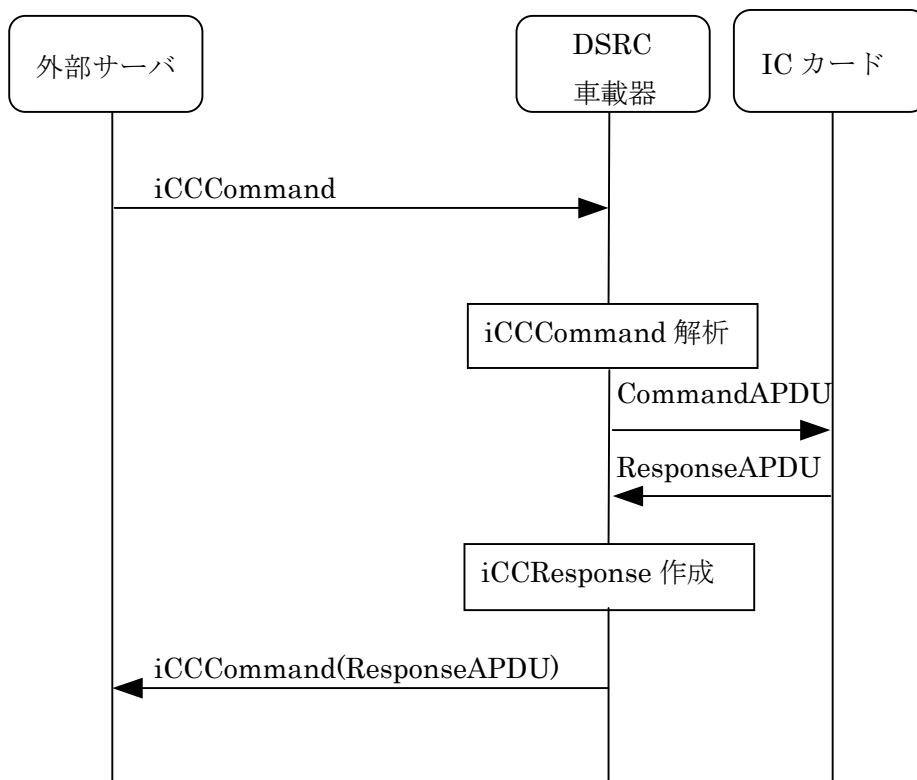 外部サーバ
DSRC
車載器
IC カード
iCCCommand
iCCCommand 解析
CommandAPDU
ResponseAPDU
iCCResponse 作成
iCCCommand(ResponseAPDU)